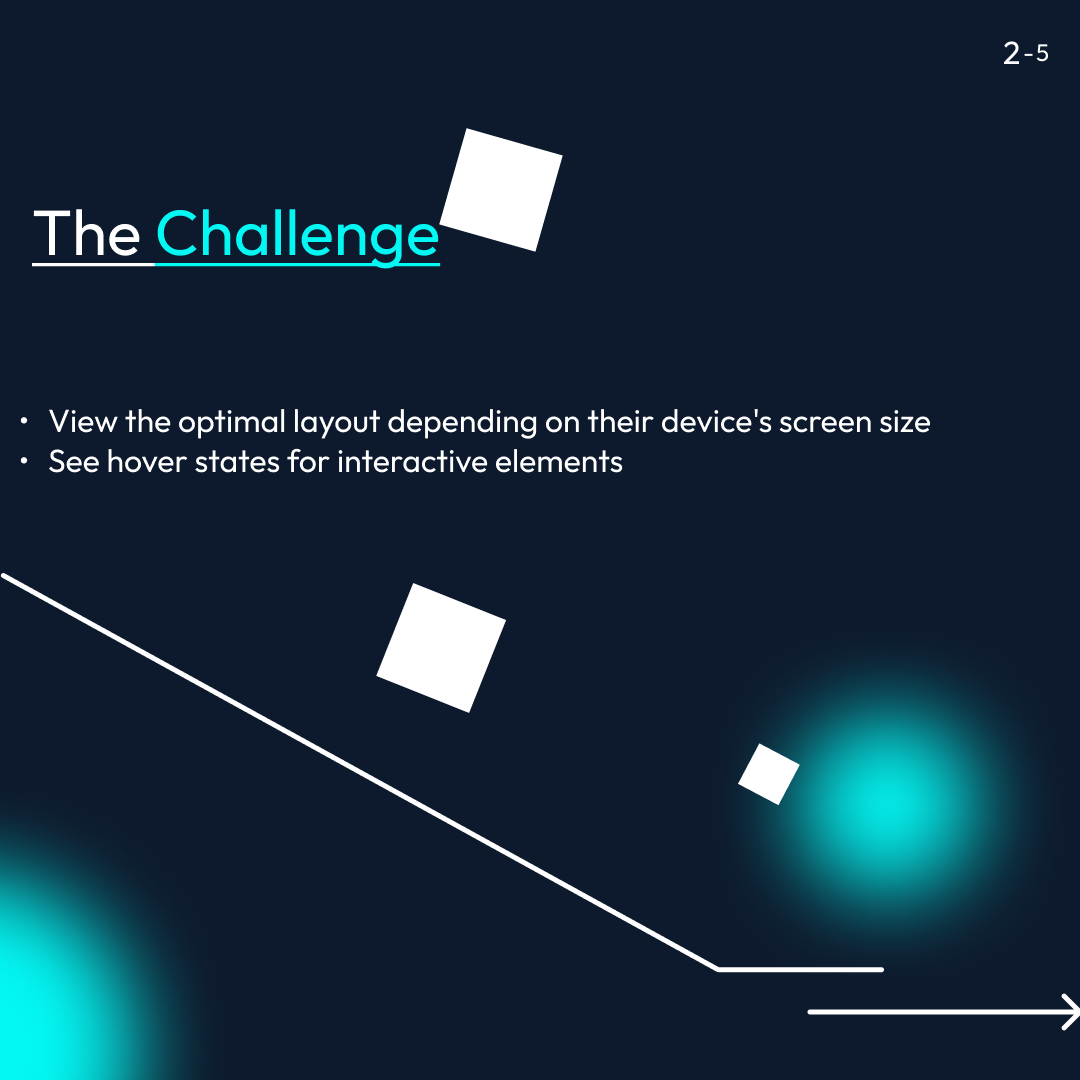 2-5
The Challenge
• View the optimal layout depending on their device's screen size
• See hover states for interactive elements